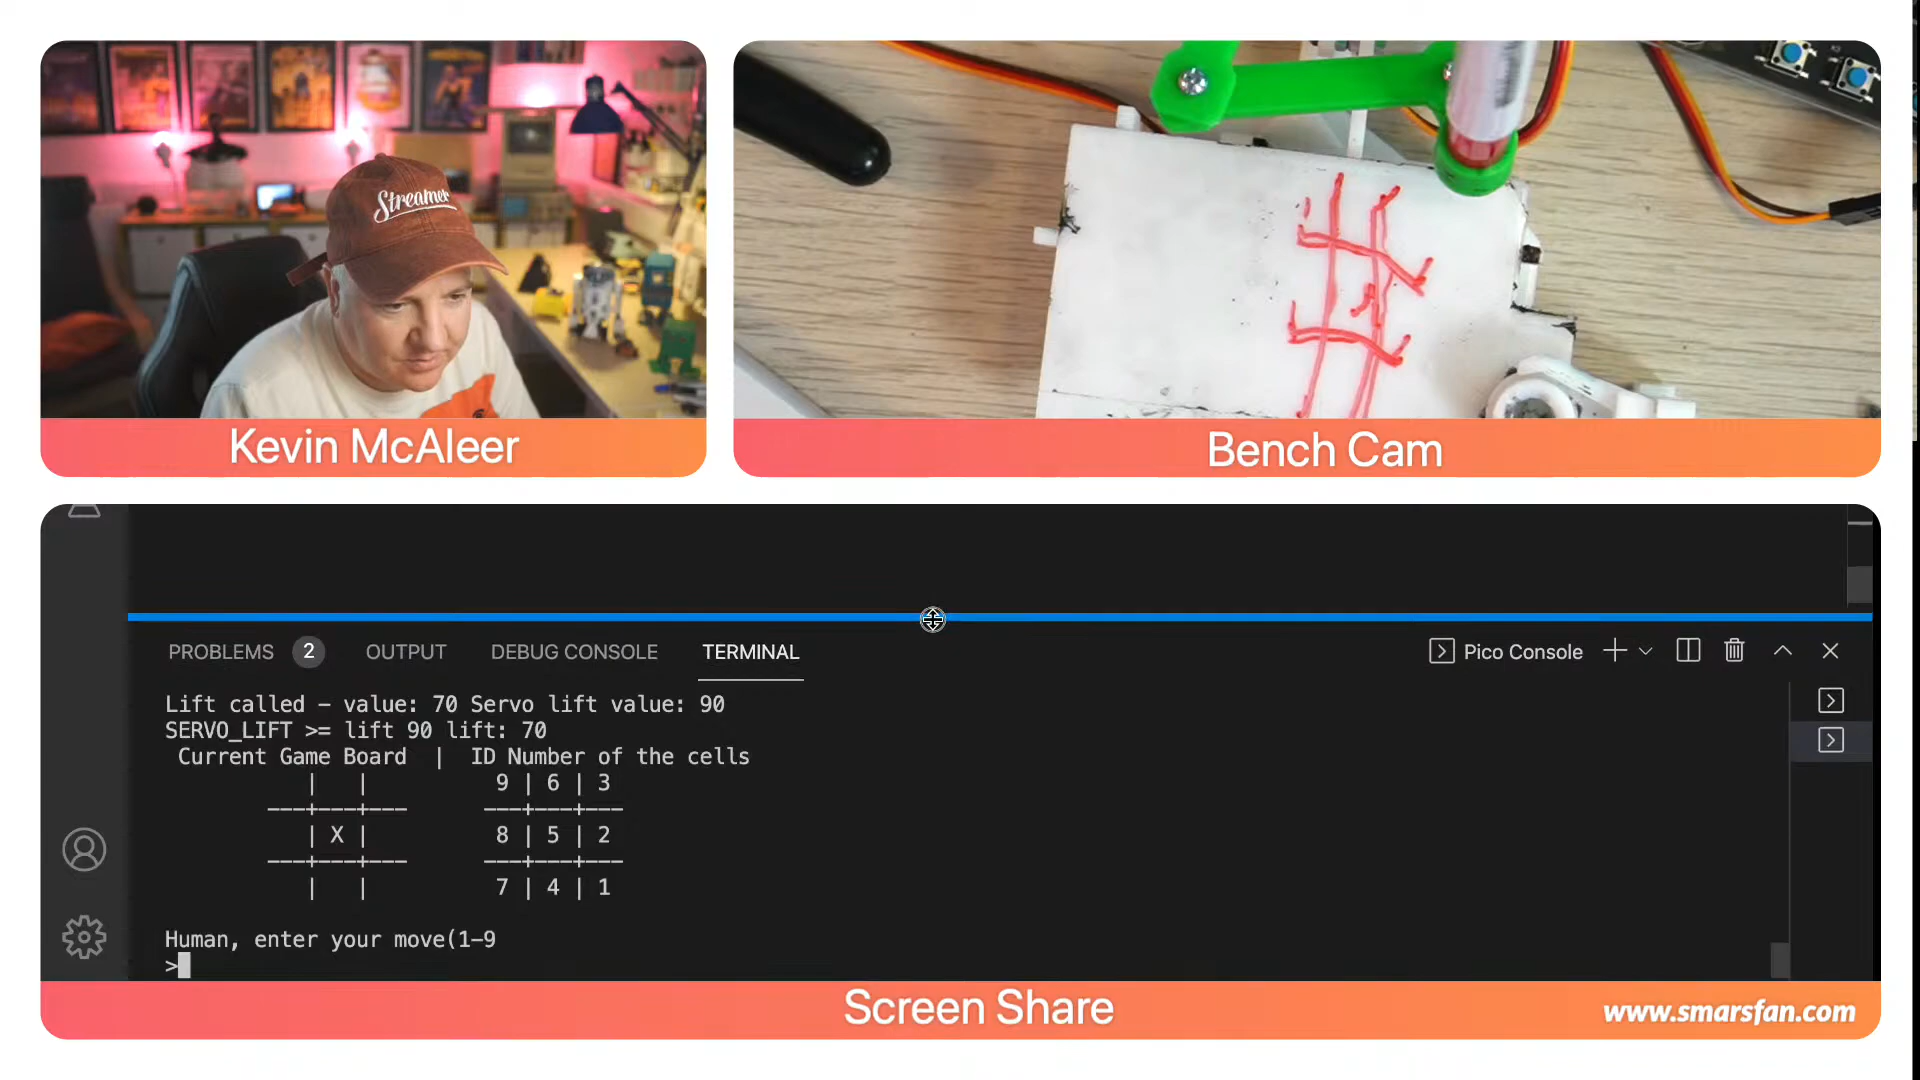 Streamer
Kevin McAleer
Bench Cam
PROBLEMS 2 OUTPUT DEBUG CONSOLE TERMINAL
Pico Console
Lift called - value: 70 Servo lift value: 90
SERVO_LIFT >= lift 90 lift: 70
Current Game Board | ID Number of the cells
| | 9 | 6 | 3
---+---+--- ---+---+---
| X | 8 | 5 | 2
---+---+--- ---+---+---
| | 7 | 4 | 1
Human, enter your move(1-9
>
Screen Share
www.smarsfan.com